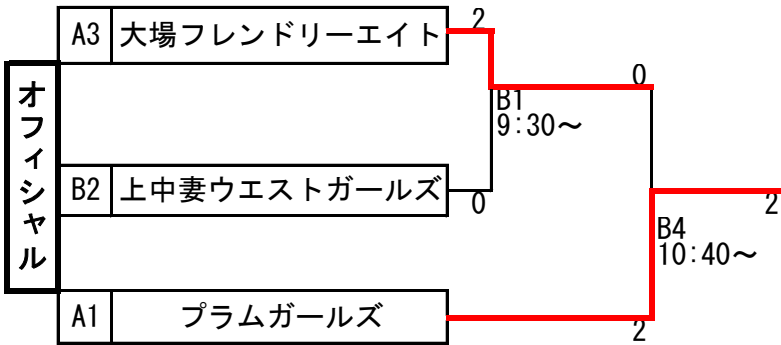 A3 大場フレンドリーエイト 2
0
B1
9:30～
オフィシャル
B2 上中妻ウエストガールズ 0
2
B4
10:40～
A1 プラムガールズ 2